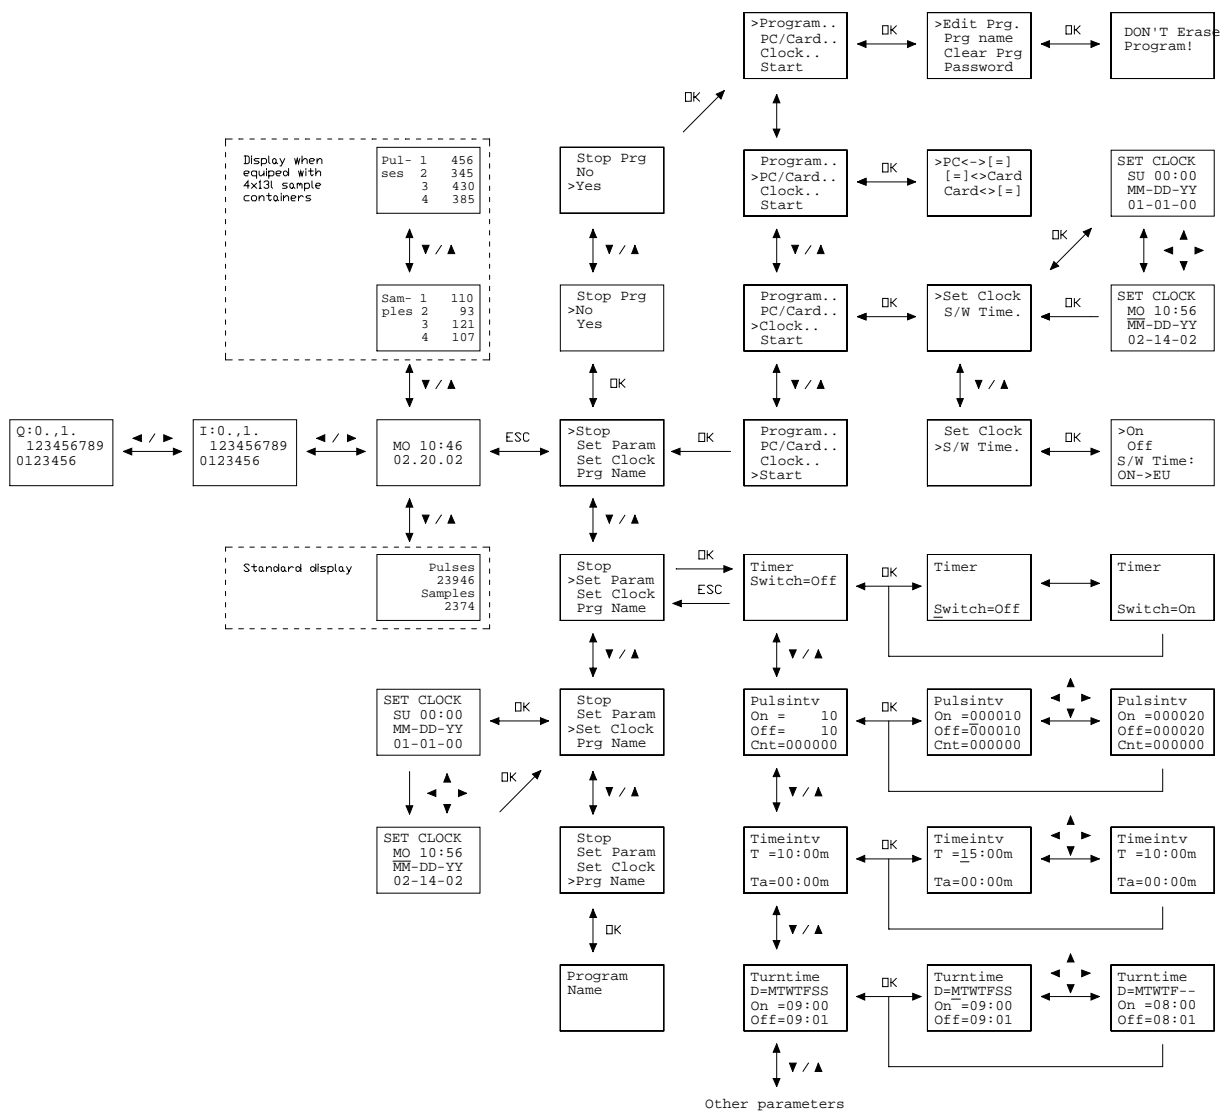 >Program..
PC/Card..
Clock..
Start
OK
>Edit Prg.
Prg name
Clear Prg
Password
OK
DON'T Erase
Program!
OK
Display when
equiped with
4x13l sample
containers
Pul- 1 456
ses 2 345
3 430
4 385
▼/▲
Sam- 1 110
ples 2 93
3 121
4 107
▼/▲
Stop Prg
No
>Yes
▼/▲
Stop Prg
>No
Yes
OK
Program..
>PC/Card..
Clock..
Start
OK
>PC<->[=]
[=]<>Card
Card<>[=]
▼/▲
SET CLOCK
SU 00:00
MM-DD-YY
01-01-00
OK
Program..
PC/Card..
>Clock..
Start
OK
>Set Clock
S/W Time.
OK
SET CLOCK
MO 10:56
MM-DD-YY
02-14-02
▼/▲
▼/▲
Q:0.,1.
123456789
0123456
◄/►
I:0.,1.
123456789
0123456
◄/►
MO 10:46
02.20.02
ESC
>Stop
Set Param
Set Clock
Prg Name
OK
Program..
PC/Card..
Clock..
>Start
Set Clock
>S/W Time.
OK
>On
Off
S/W Time:
ON->EU
▼/▲
▼/▲
Standard display
Pulses
23946
Samples
2374
Stop
>Set Param
Set Clock
Prg Name
OK
ESC
Timer
Switch=Off
OK
Timer
Switch=Off
Timer
Switch=On
▼/▲
▼/▲
SET CLOCK
SU 00:00
MM-DD-YY
01-01-00
OK
Stop
Set Param
>Set Clock
Prg Name
Pulsintv
On = 10
Off= 10
Cnt=000000
OK
Pulsintv
On =000010
Off=000010
Cnt=000000
Pulsintv
On =000020
Off=000020
Cnt=000000
OK
▼/▲
▼/▲
SET CLOCK
MO 10:56
MM-DD-YY
02-14-02
Stop
Set Param
Set Clock
>Prg Name
Timeintv
T =10:00m
Ta=00:00m
OK
Timeintv
T =15:00m
Ta=00:00m
Timeintv
T =10:00m
Ta=00:00m
OK
▼/▲
Program
Name
Turntime
D=MTWTFSS
On =09:00
Off=09:01
OK
Turntime
D=MTWTFSS
On =09:00
Off=09:01
Turntime
D=MTWTF--
On =08:00
Off=08:01
▼/▲
Other parameters